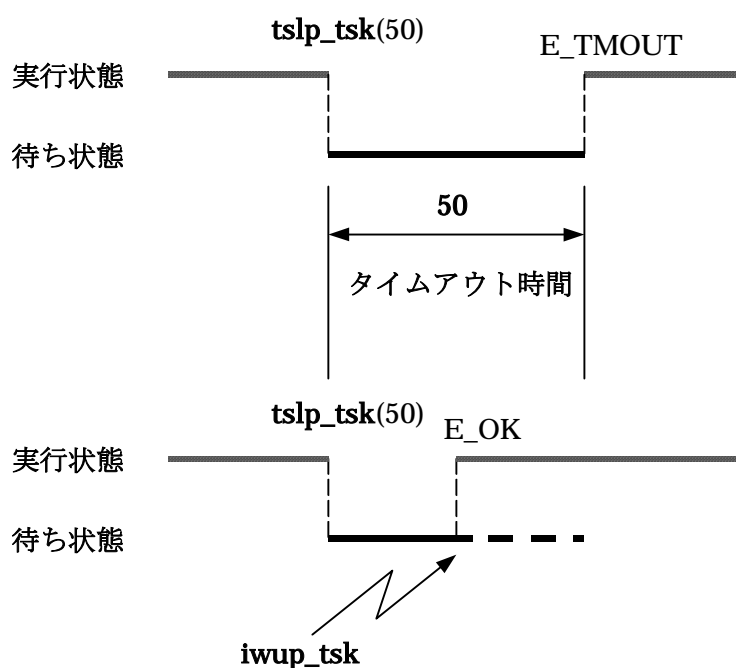 tslp_tsk(50)
E_TMOUT
実行状態
待ち状態
50
タイムアウト時間
tslp_tsk(50)
E_OK
実行状態
待ち状態
iwup_tsk